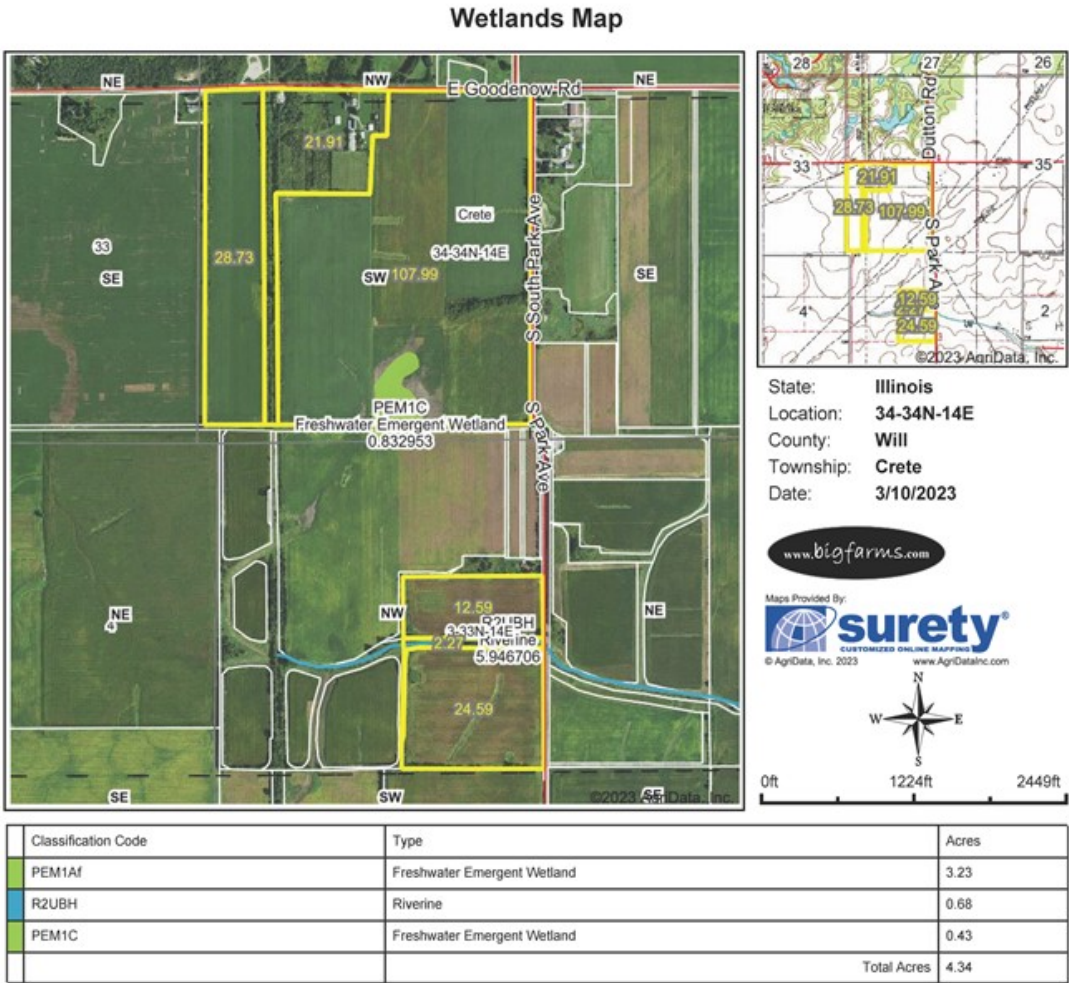 Wetlands Map
NE
NW
NE
E Goodenow Rd
21.91
Crete
33
SE
28.73
34-34N-14E
SW
107.99
SE
S South Park Ave
PEM1C
Freshwater Emergent Wetland
0.832953
S Park Ave
NE
4
NW
12.59
R2UBH
3-33N-14E
Riverine
2.27
5.946706
NE
24.59
SE
SW
SE
©2023 AgriData, Inc.
28
27
26
Dutton Rd
33
35
21.91
28.73
107.99
S Park A
4
12.59
2.27
24.59
2
©2023 AgriData, Inc.
State: Illinois
Location: 34-34N-14E
County: Will
Township: Crete
Date: 3/10/2023
www.bigfarms.com
Maps Provided By:
surety®
CUSTOMIZED ONLINE MAPPING
© AgriData, Inc. 2023 www.AgriDataInc.com
N
W E
S
0ft 1224ft 2449ft
Classification Code Type Acres
PEM1Af Freshwater Emergent Wetland 3.23
R2UBH Riverine 0.68
PEM1C Freshwater Emergent Wetland 0.43
Total Acres 4.34